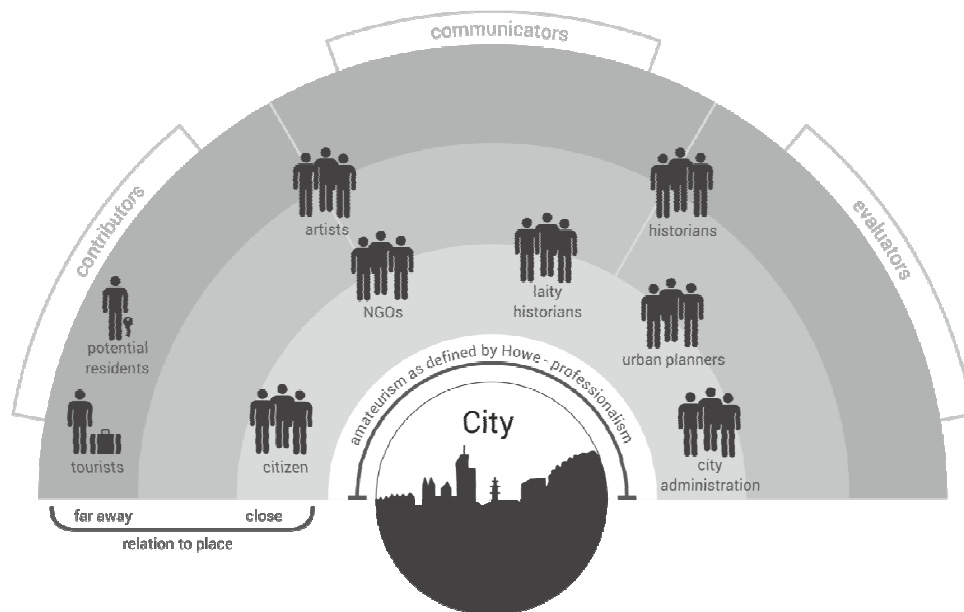 communicators
contributors
evaluators
artists
historians
NGOs
laity
historians
potential
residents
urban planners
amateurism as defined by Howe - professionalism
City
tourists
citizen
city
administration
far away
close
relation to place